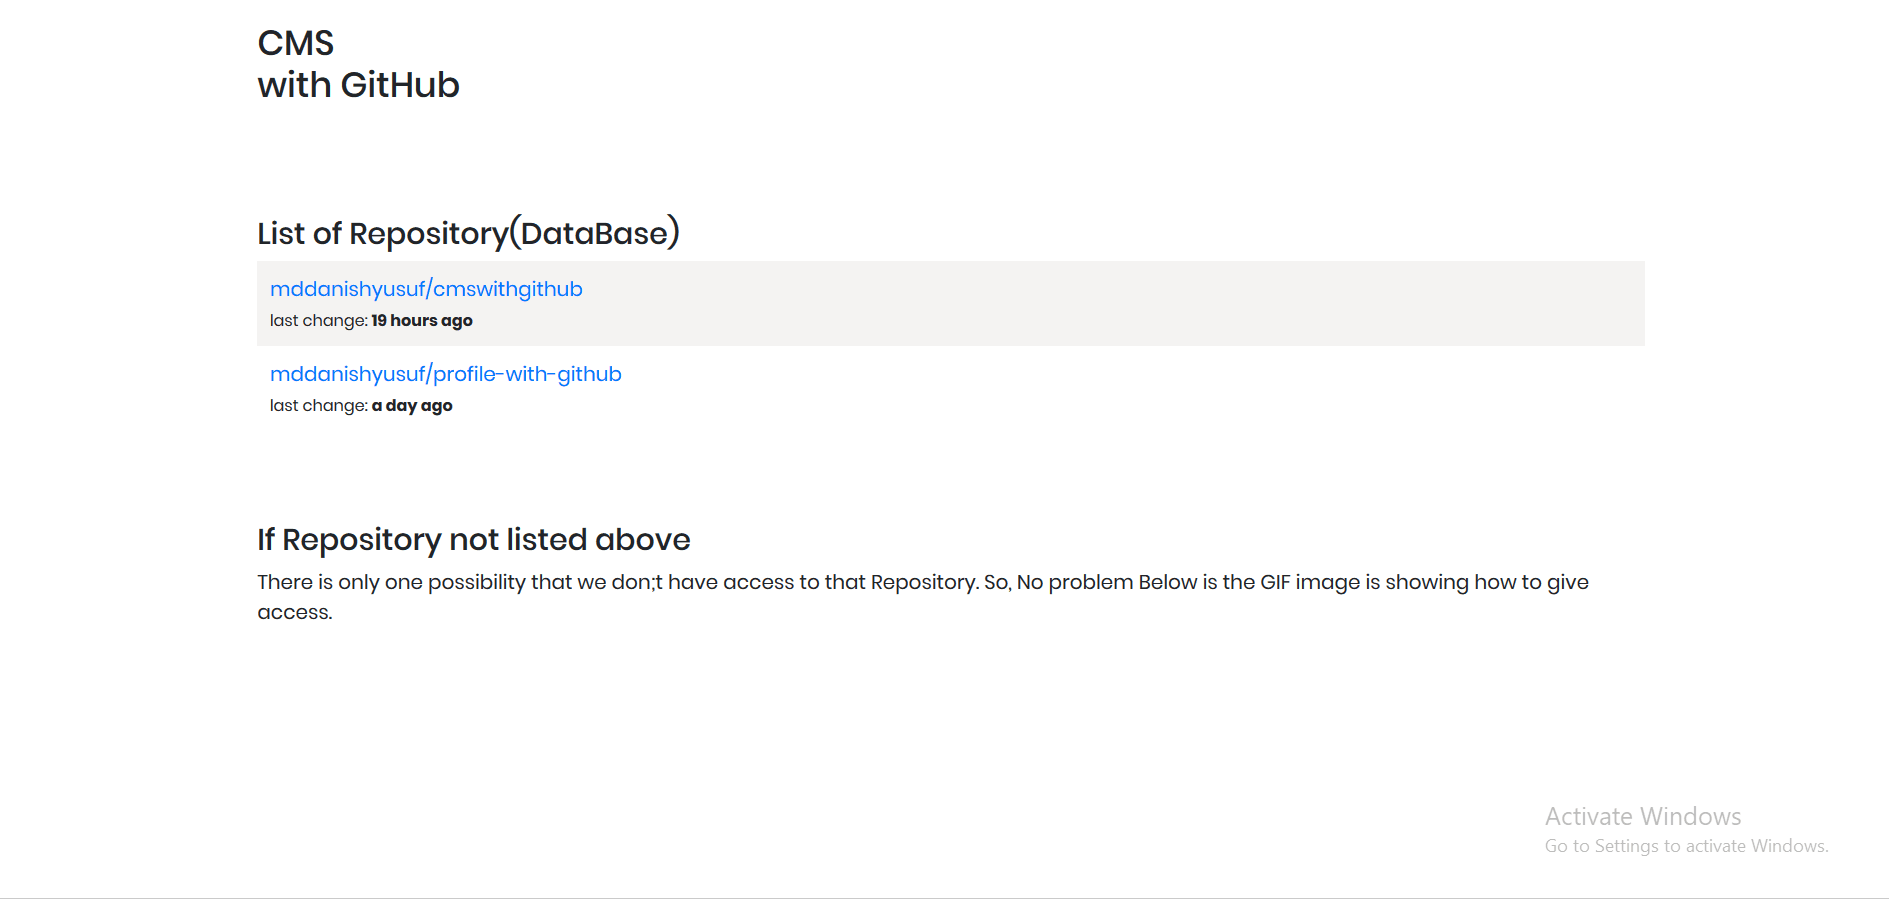 CMS
with GitHub
List of Repository(DataBase)
mddanishyusuf/cmswithgithub
last change: 19 hours ago
mddanishyusuf/profile-with-github
last change: a day ago
If Repository not listed above
There is only one possibility that we don;t have access to that Repository. So, No problem Below is the GIF image is showing how to give
access.
Activate Windows
Go to Settings to activate Windows.